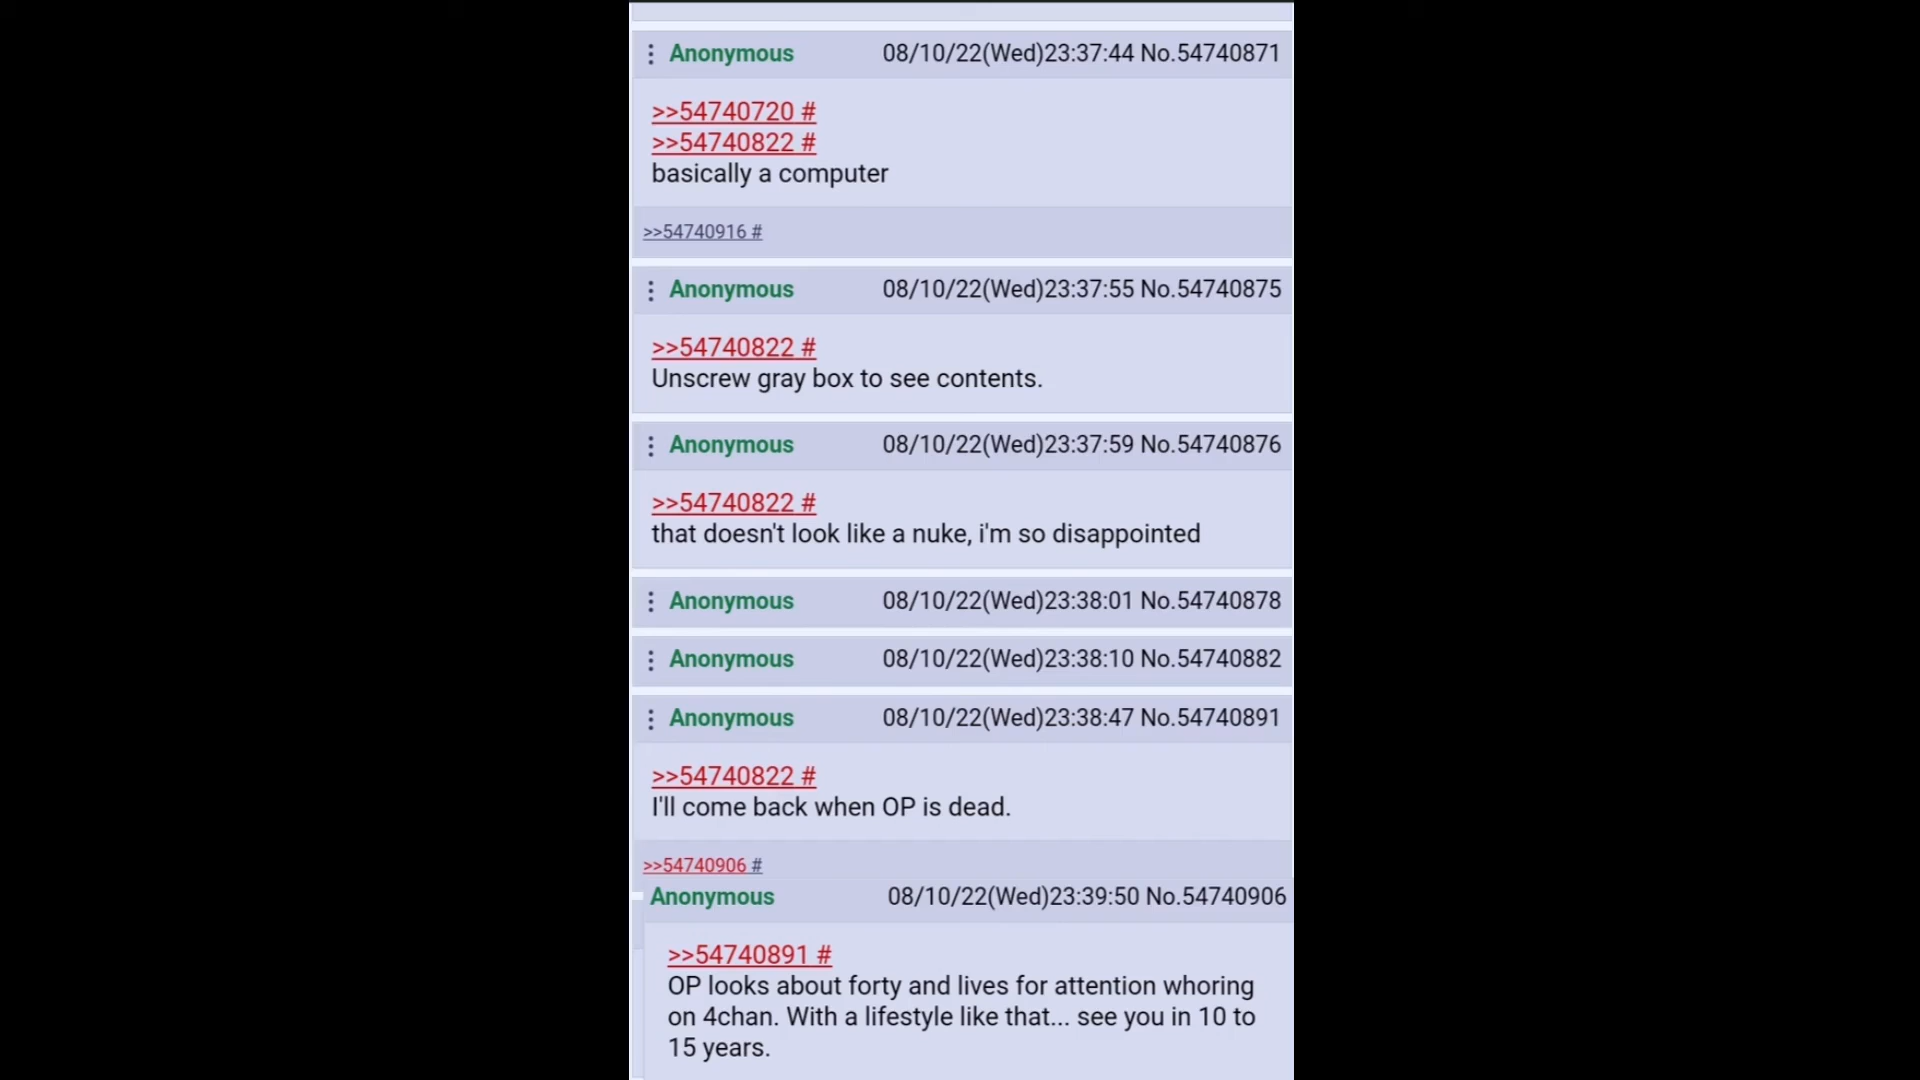 Anonymous 08/10/22(Wed)23:37:44 No.54740871
>>54740720 #
>>54740822 #
basically a computer
>>54740916 #
Anonymous 08/10/22(Wed)23:37:55 No.54740875
>>54740822 #
Unscrew gray box to see contents.
Anonymous 08/10/22(Wed)23:37:59 No.54740876
>>54740822 #
that doesn't look like a nuke, i'm so disappointed
Anonymous 08/10/22(Wed)23:38:01 No.54740878
Anonymous 08/10/22(Wed)23:38:10 No.54740882
Anonymous 08/10/22(Wed)23:38:47 No.54740891
>>54740822 #
I'll come back when OP is dead.
>>54740906 #
Anonymous 08/10/22(Wed)23:39:50 No.54740906
>>54740891 #
OP looks about forty and lives for attention whoring
on 4chan. With a lifestyle like that... see you in 10 to
15 years.